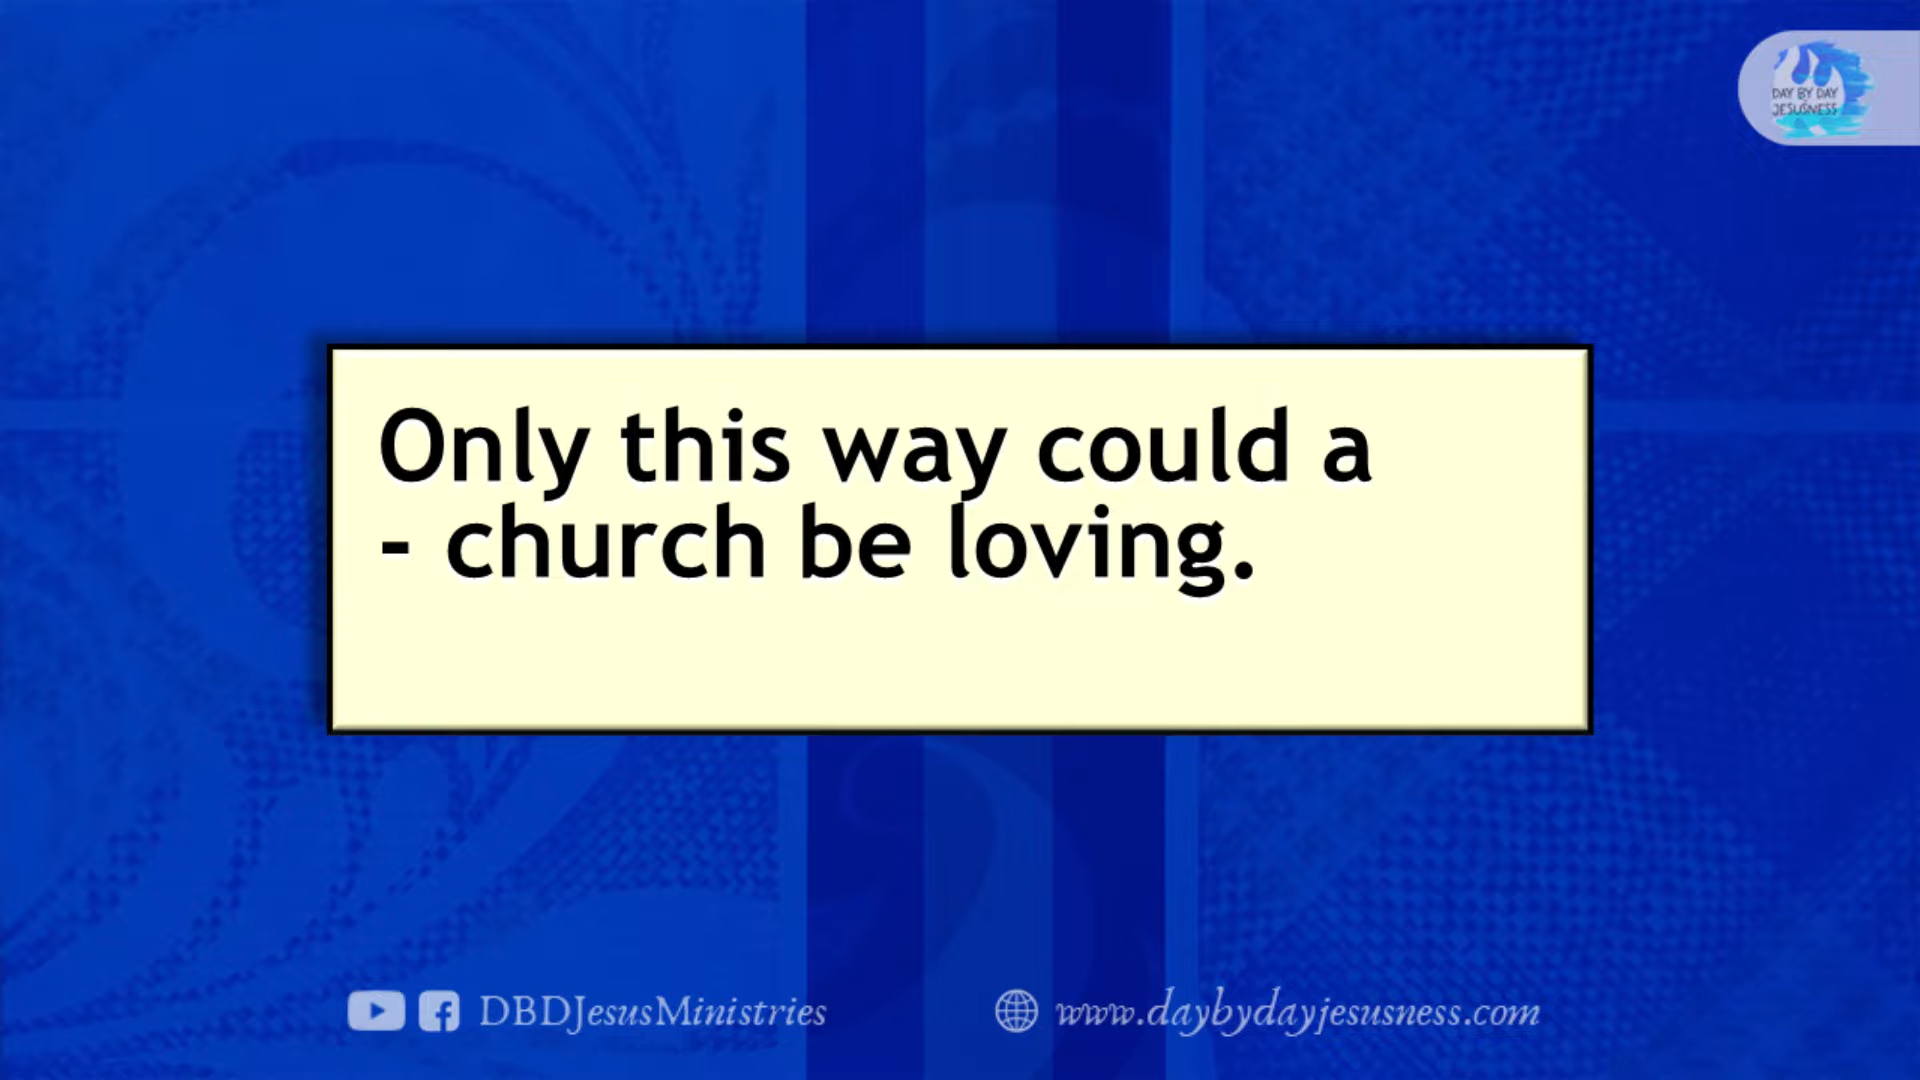 DAY BY DAY
JESUSNESS
Only this way could a
- church be loving.
DBDJesusMinistries
www.daybydayjesusness.com